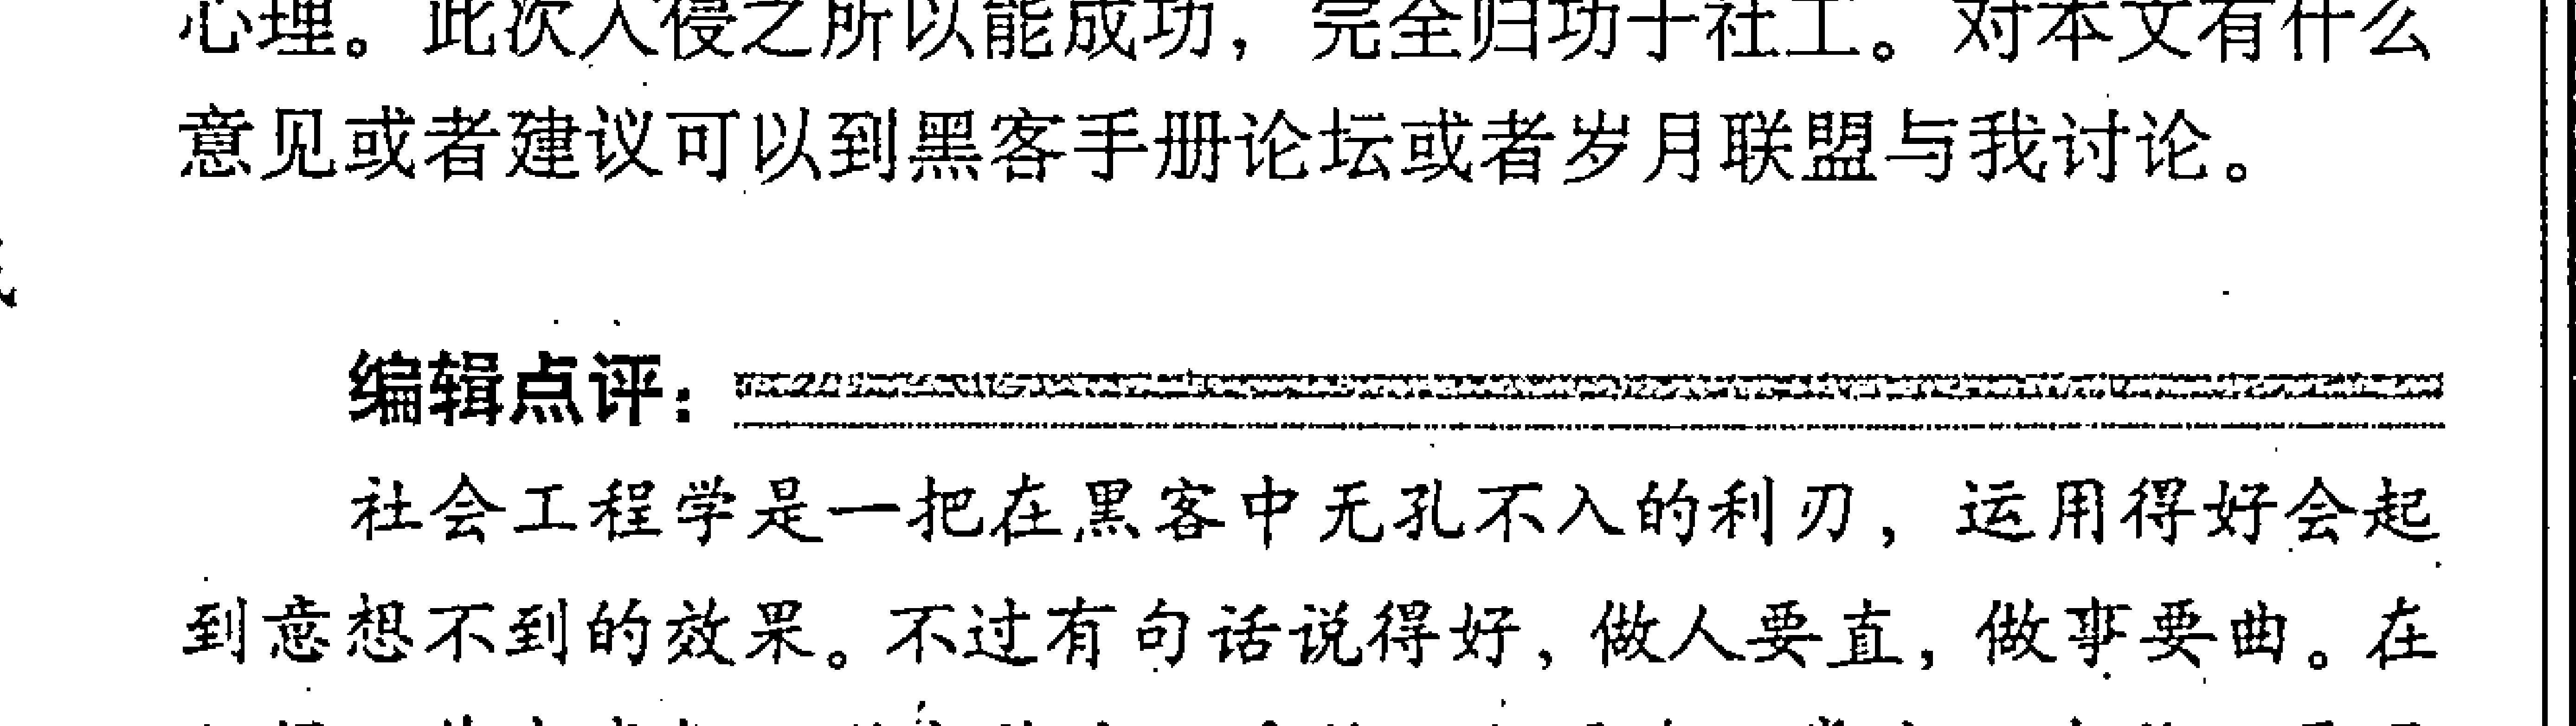 心理。此次入侵之所以能成功，完全归功于社工。对本文有什么
意见或者建议可以到黑客手册论坛或者岁月联盟与我讨论。
编辑点评：
社会工程学是一把在黑客中无孔不入的利刃，运用得好会起
到意想不到的效果。不过有句话说得好，做人要直，做事要曲。在